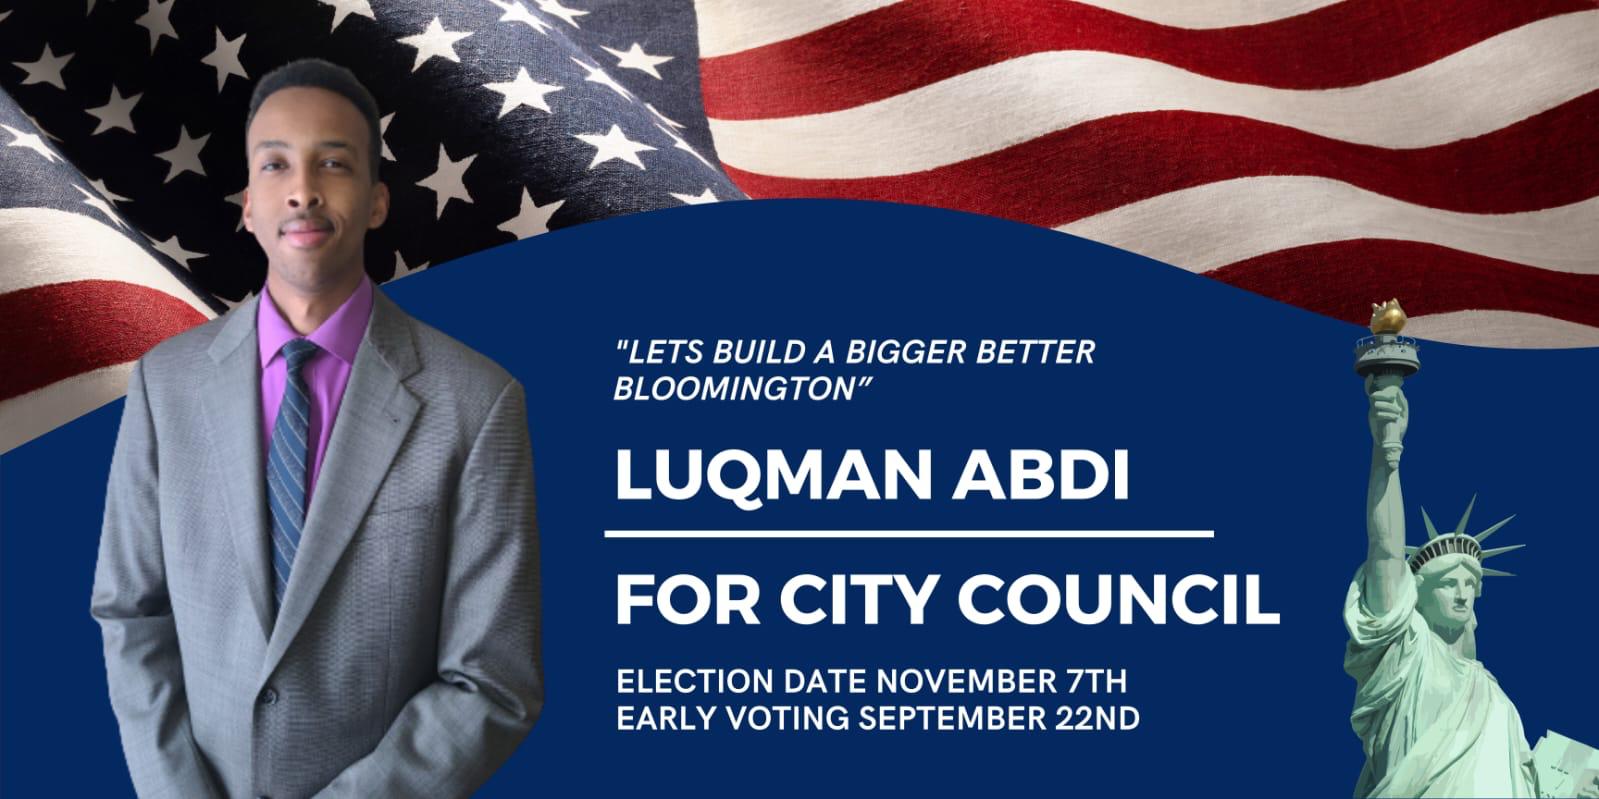 "LETS BUILD A BIGGER BETTER
BLOOMINGTON”
LUQMAN ABDI
FOR CITY COUNCIL
ELECTION DATE NOVEMBER 7TH
EARLY VOTING SEPTEMBER 22ND